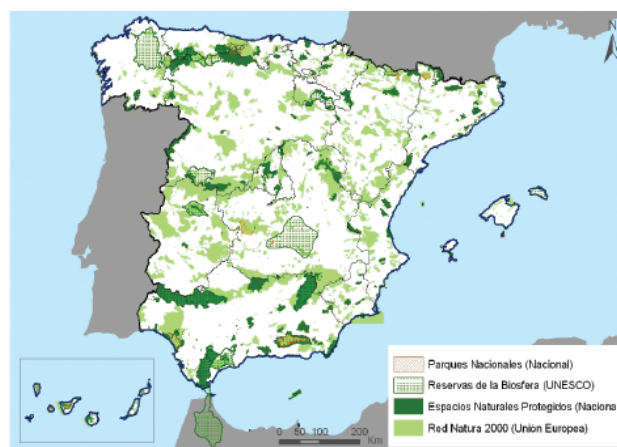 N
Parques Nacionales (Nacional)
Reservas de la Biosfera (UNESCO)
Espacios Naturales Protegidos (Naciona
Red Natura 2000 (Unión Europea)
0 50 100 200
Km